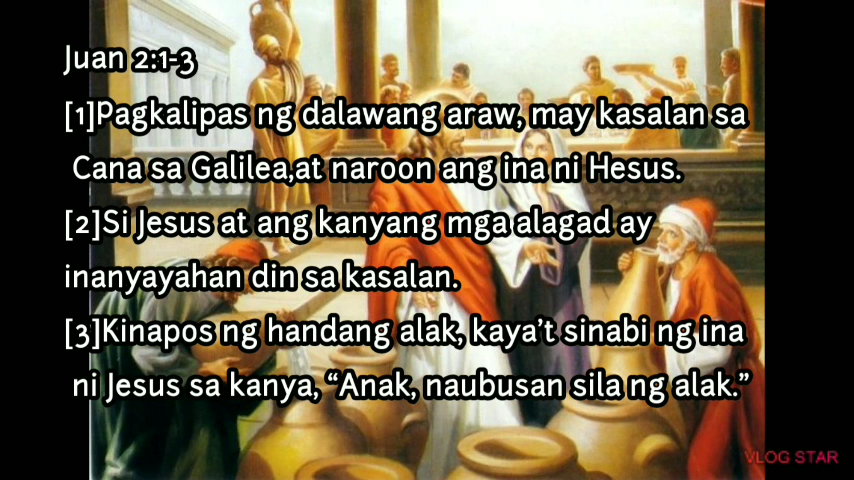 Juan 2:1-3
[1]Pagkalipas ng dalawang araw, may kasalan sa
Cana sa Galilea,at naroon ang ina ni Hesus.
[2]Si Jesus at ang kanyang mga alagad ay
inanyayahan din sa kasalan.
[3]Kinapos ng handang alak, kaya't sinabi ng ina
ni Jesus sa kanya, “Anak, naubusan sila ng alak.”
VLOG STAR